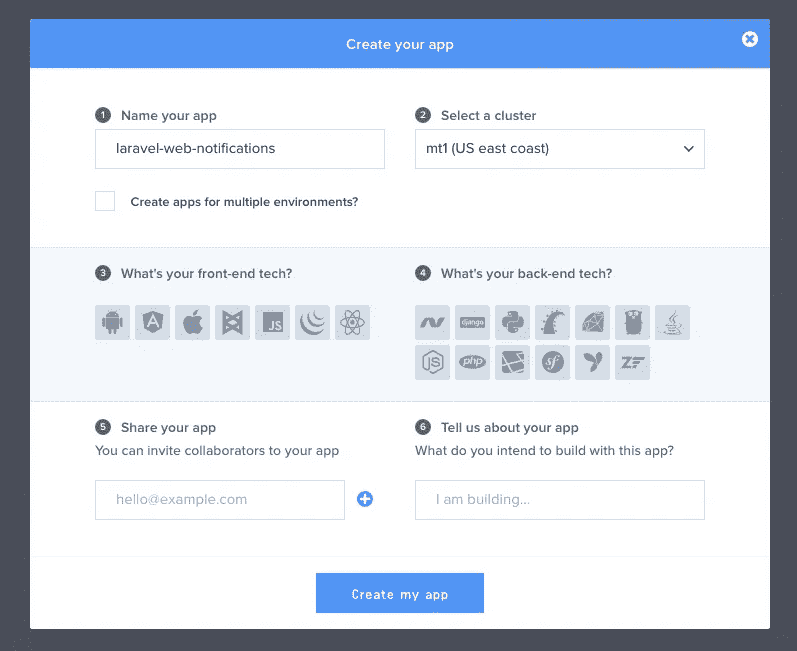 Create your app
1 Name your app
2 Select a cluster
laravel-web-notifications
mt1 (US east coast)
Create apps for multiple environments?
3 What's your front-end tech?
4 What's your back-end tech?
JS
django
JS
php
sf
ZF
5 Share your app
You can invite collaborators to your app
6 Tell us about your app
What do you intend to build with this app?
hello@example.com
I am building...
Create my app